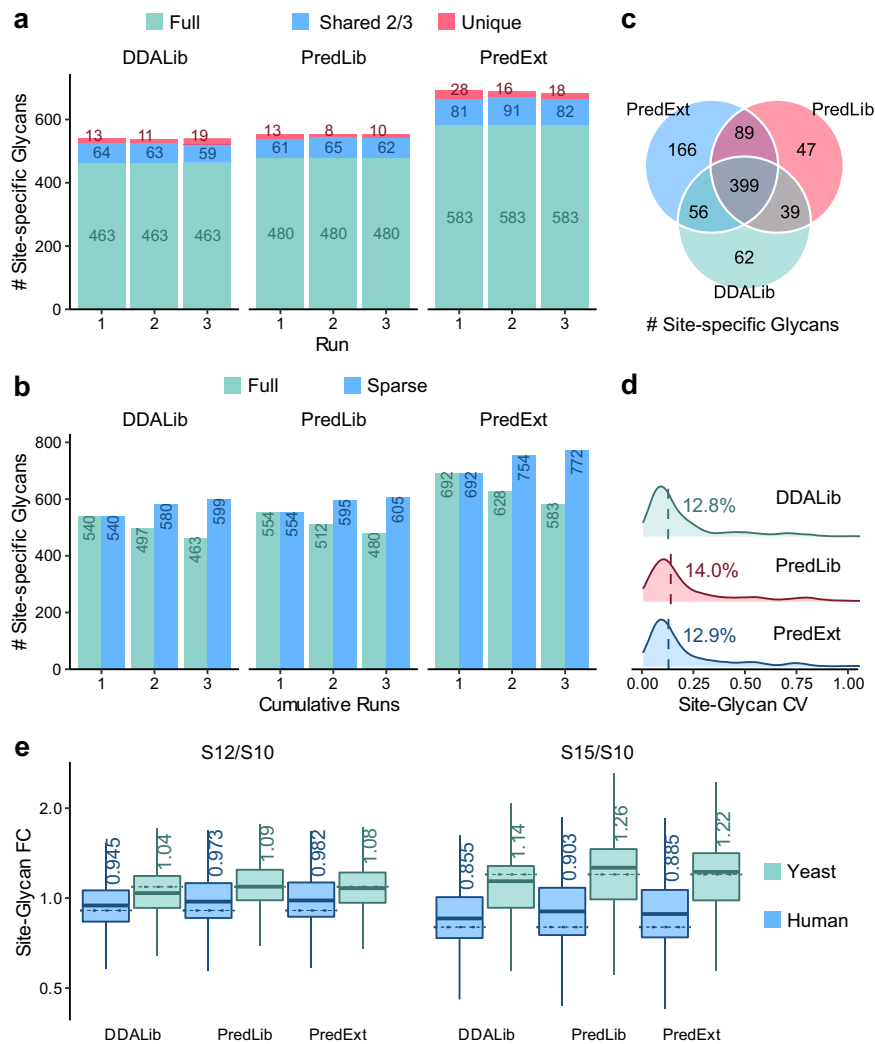 a
Full Shared 2/3 Unique
DDALib PredLib PredExt
# Site-specific Glycans
600
400
200
0
13 11 19
64 63 59
463 463 463
13 8 10
61 65 62
480 480 480
28 16 18
81 91 82
583 583 583
1 2 3 1 2 3 1 2 3
Run
c
PredExt PredLib
89
166 47
399
56 39
62
DDALib
# Site-specific Glycans
b
Full Sparse
DDALib PredLib PredExt
# Site-specific Glycans
800
600
400
200
0
540 540 497 580 463 599
554 554 512 595 480 605
692 692 628 754 583 772
1 2 3 1 2 3 1 2 3
Cumulative Runs
d
12.8% DDALib
14.0% PredLib
12.9% PredExt
0.00 0.25 0.50 0.75 1.00
Site-Glycan CV
e
S12/S10 S15/S10
Site-Glycan FC
2.0
1.0
0.5
0.945 1.04 0.973 1.09 0.982 1.08
0.855 1.14 0.903 1.26 0.885 1.22
Yeast
Human
DDALib PredLib PredExt DDALib PredLib PredExt